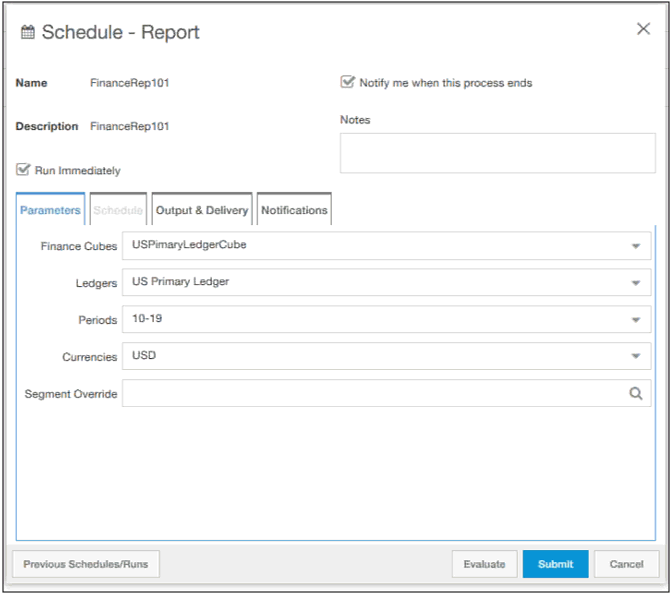 Schedule - Report
Name FinanceRep101
Notify me when this process ends
Description FinanceRep101
Notes
Run Immediately
Parameters Schedule Output & Delivery Notifications
Finance Cubes USPimaryLedgerCube
Ledgers US Primary Ledger
Periods 10-19
Currencies USD
Segment Override
Previous Schedules/Runs Evaluate Submit Cancel